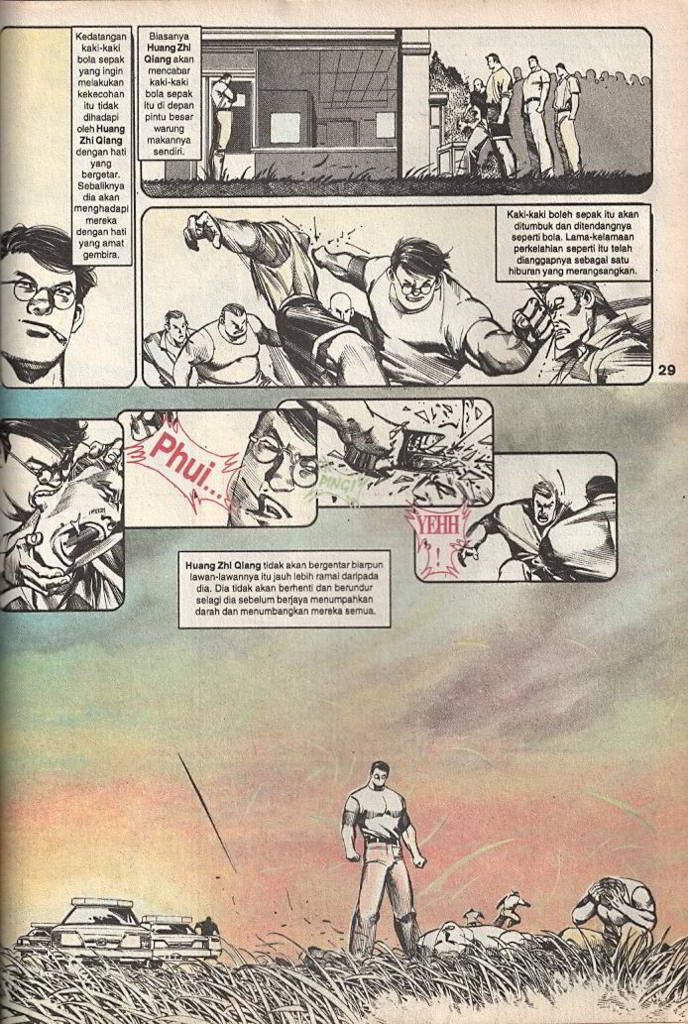 Kedatangan
kaki-kaki
bola sepak
yang ingin
melakukan
kekecohan
itu tidak
dihadapi
oleh Huang
Zhi Qiang
dengan hati
yang
bergetar.
Sebaliknya
dia akan
menghadapi
mereka
dengan hati
yang amat
gembira.
Biasanya
Huang Zhi
Qiang akan
mencabar
kaki-kaki
bola sepak
itu di depan
pintu besar
warung
makannya
sendiri.
Kaki-kaki boleh sepak itu akan
ditumbuk dan ditendangnya
seperti bola. Lama-kelamaan
perkelahian seperti itu telah
dianggapnya sebagai satu
hiburan yang merangsangkan.
29
Phui...
PING!
YEHH
!
Huang Zhi Qiang tidak akan bergentar biarpun
lawan-lawannya itu jauh lebih ramai daripada
dia. Dia tidak akan berhenti dan berundur
selagi dia sebelum berjaya menumpahkan
darah dan menumbangkan mereka semua.